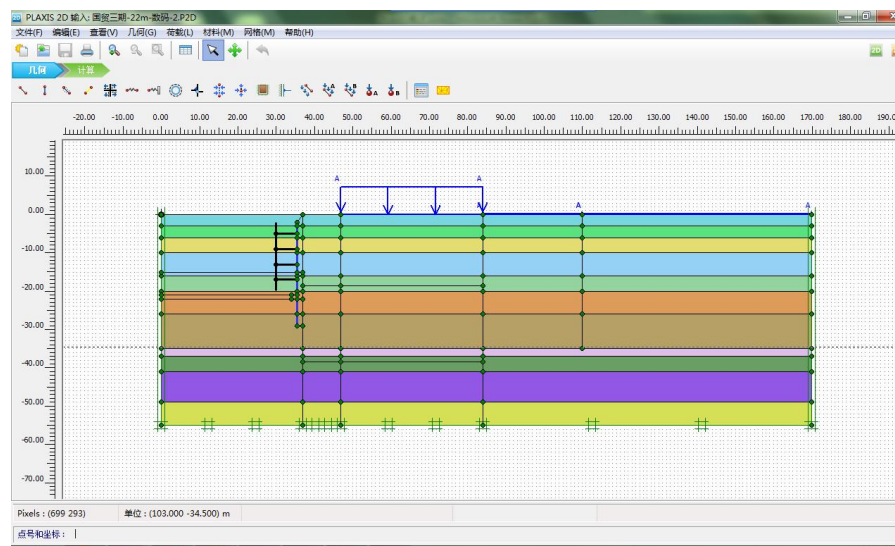 PLAXIS 2D 输入: 国贸三期-22m-数码-2.P2D
文件(F) 编辑(E) 查看(V) 几何(G) 荷载(L) 材料(M) 网格(M) 帮助(H)
2D
几何 计算
A B A B
-20.00 -10.00 0.00 10.00 20.00 30.00 40.00 50.00 60.00 70.00 80.00 90.00 100.00 110.00 120.00 130.00 140.00 150.00 160.00 170.00 180.00 190.0
10.00
A A
0.00
A A A
-10.00
-20.00
-30.00
-40.00
-50.00
-60.00
-70.00
Pixels : (699 293) 单位 : (103.000 -34.500) m
点号和坐标 :